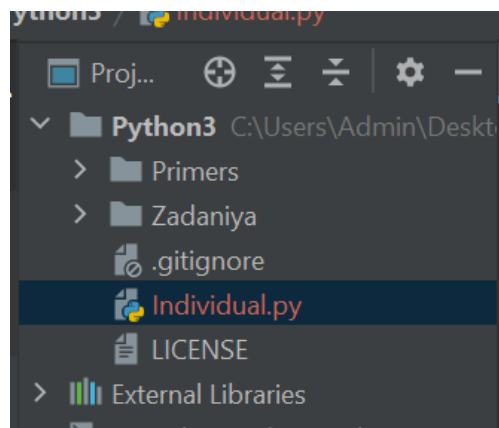 Individual.py
Proj...
Python3 C:\Users\Admin\Deskt
Primers
Zadaniya
.gitignore
Individual.py
LICENSE
External Libraries